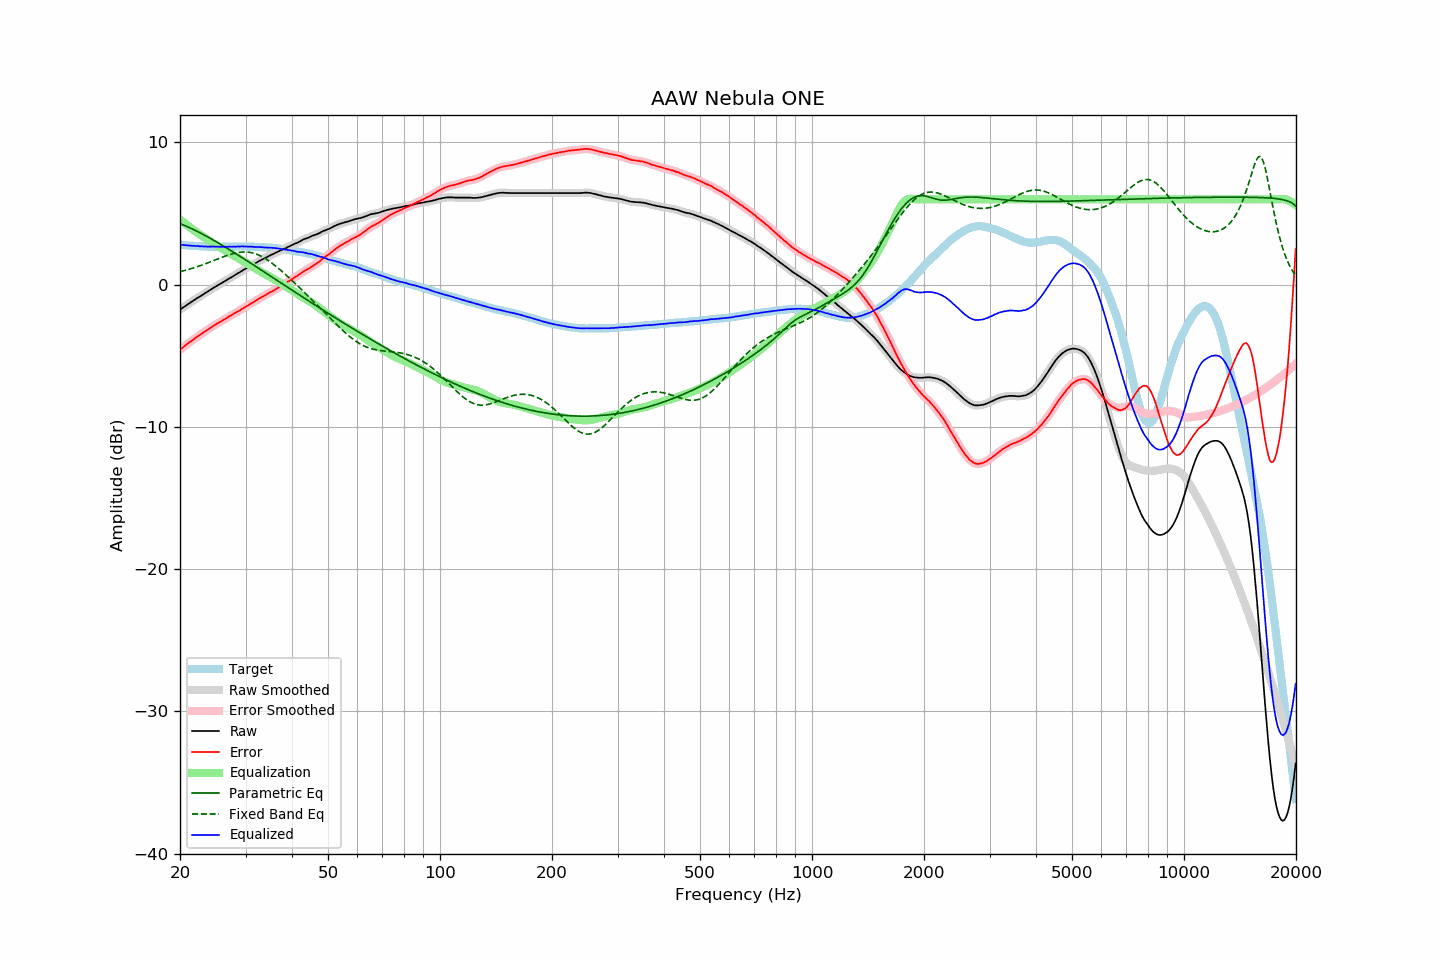 AAW Nebula ONE
10
0
−10
−20
−30
−40
Amplitude (dBr)
Target
Raw Smoothed
Error Smoothed
Raw
Error
Equalization
Parametric Eq
Fixed Band Eq
Equalized
20 50 100 200 500 1000 2000 5000 10000 20000
Frequency (Hz)